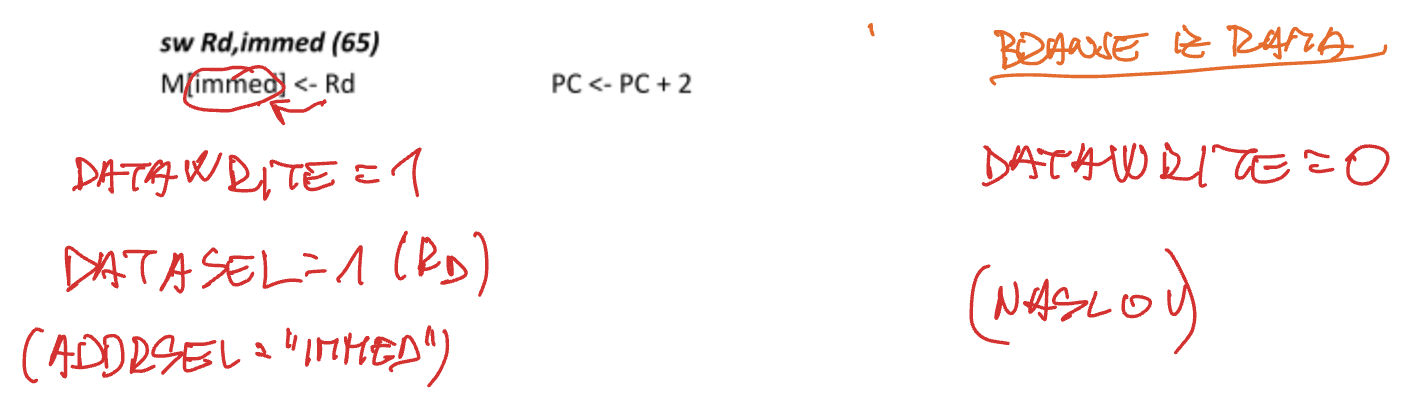 sw Rd,immed (65)
M[immed] <- Rd PC <- PC + 2
DATAWRITE = 1
DATASEL = 1 (RD)
(ADDRSEL = "IMMED")
IZ RAMA
DATAWRITE = 0
(NASLOV)